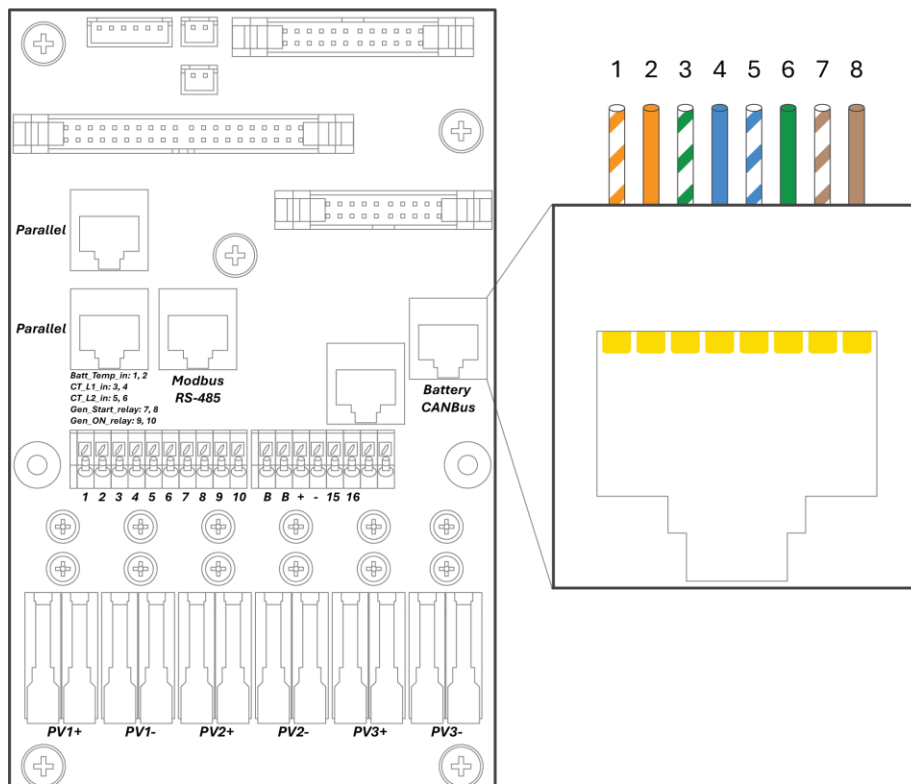 1 2 3 4 5 6 7 8
Parallel
Parallel
Modbus
RS-485
Battery
CANBus
Batt_Temp_in: 1, 2
CT_L1_in: 3, 4
CT_L2_in: 5, 6
Gen_Start_relay: 7, 8
Gen_ON_relay: 9, 10
1 2 3 4 5 6 7 8 9 10 B B + - 15 16
PV1+ PV1- PV2+ PV2- PV3+ PV3-